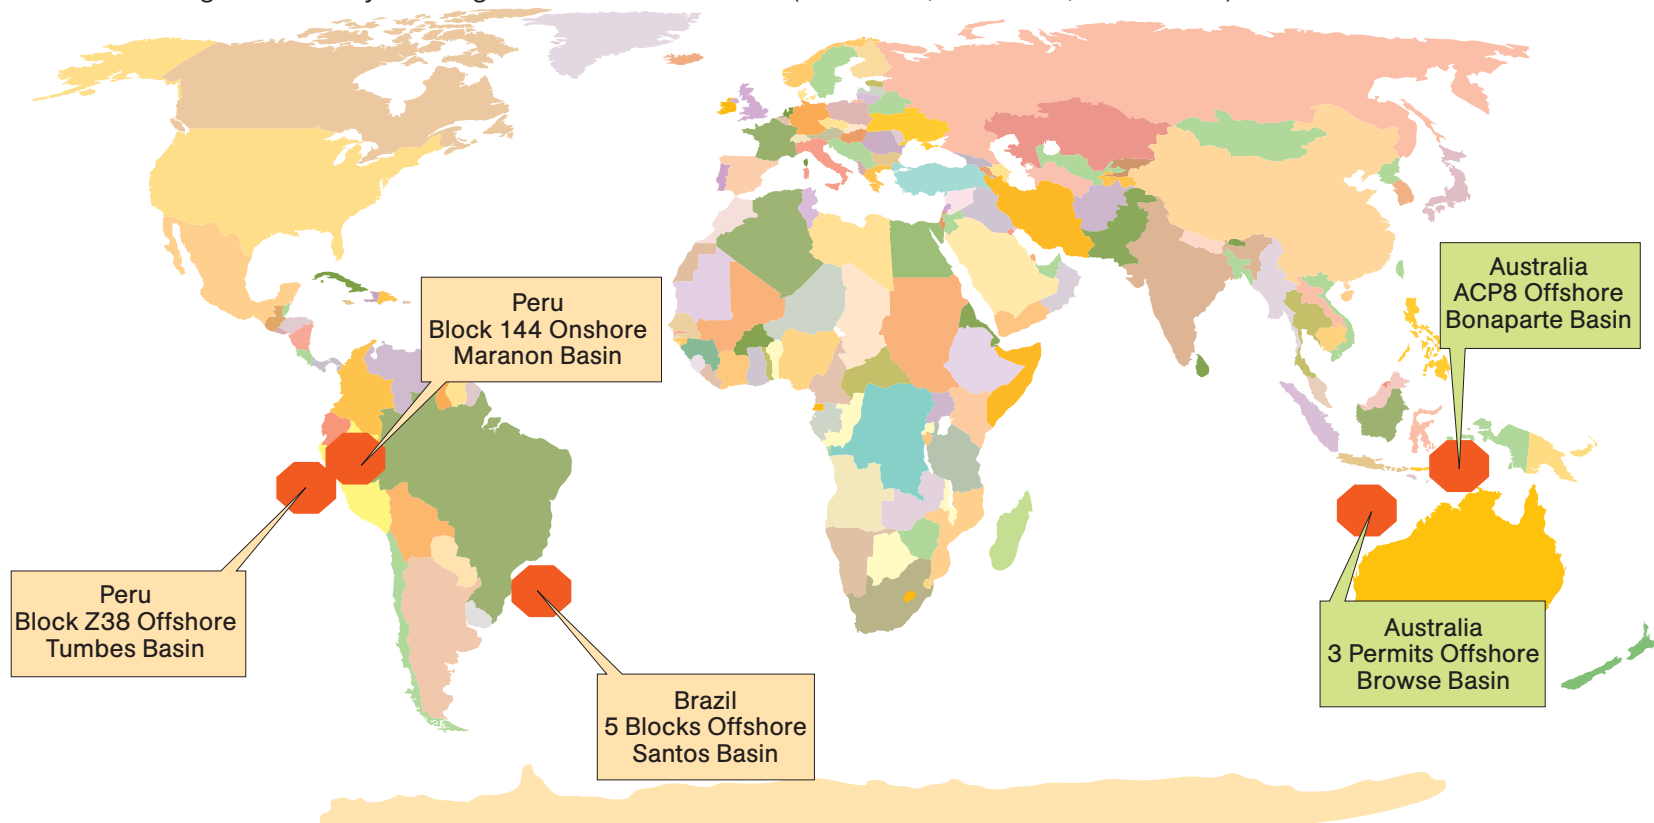 Peru
Block 144 Onshore
Maranon Basin
Australia
ACP8 Offshore
Bonaparte Basin
Peru
Block Z38 Offshore
Tumbes Basin
Brazil
5 Blocks Offshore
Santos Basin
Australia
3 Permits Offshore
Browse Basin